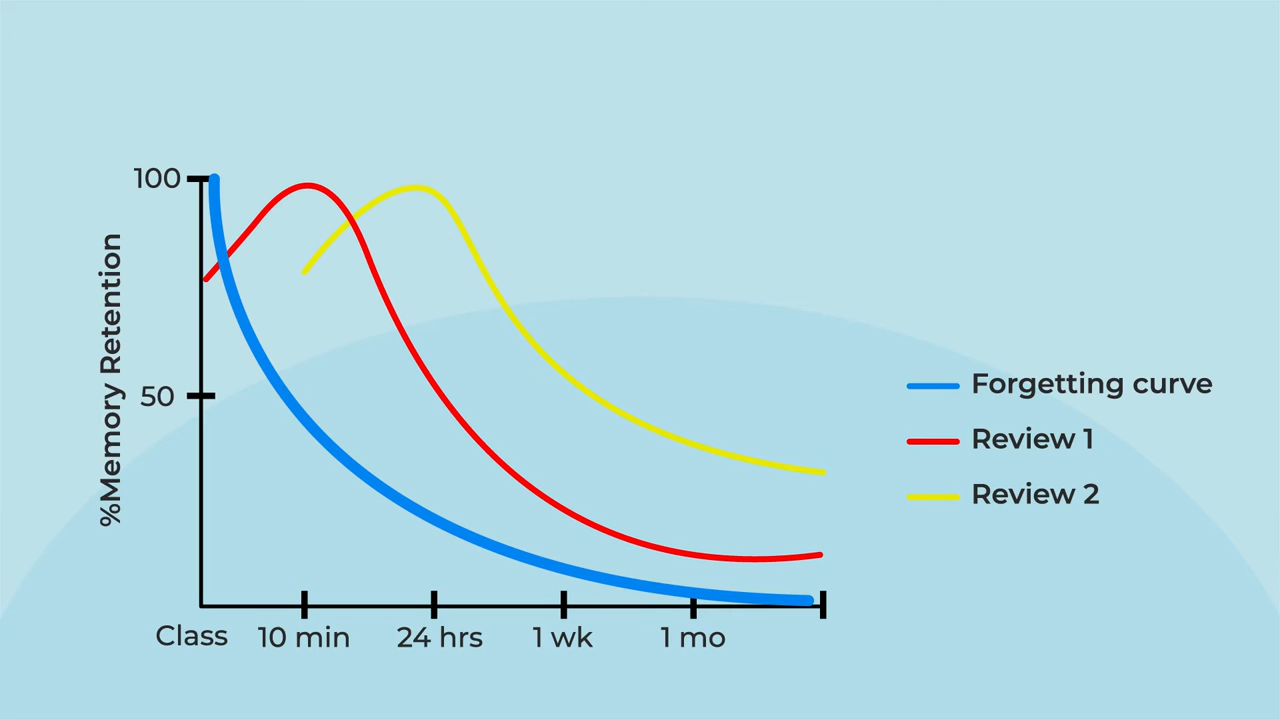 100
50
%Memory Retention
Class
10 min
24 hrs
1 wk
1 mo
Forgetting curve
Review 1
Review 2